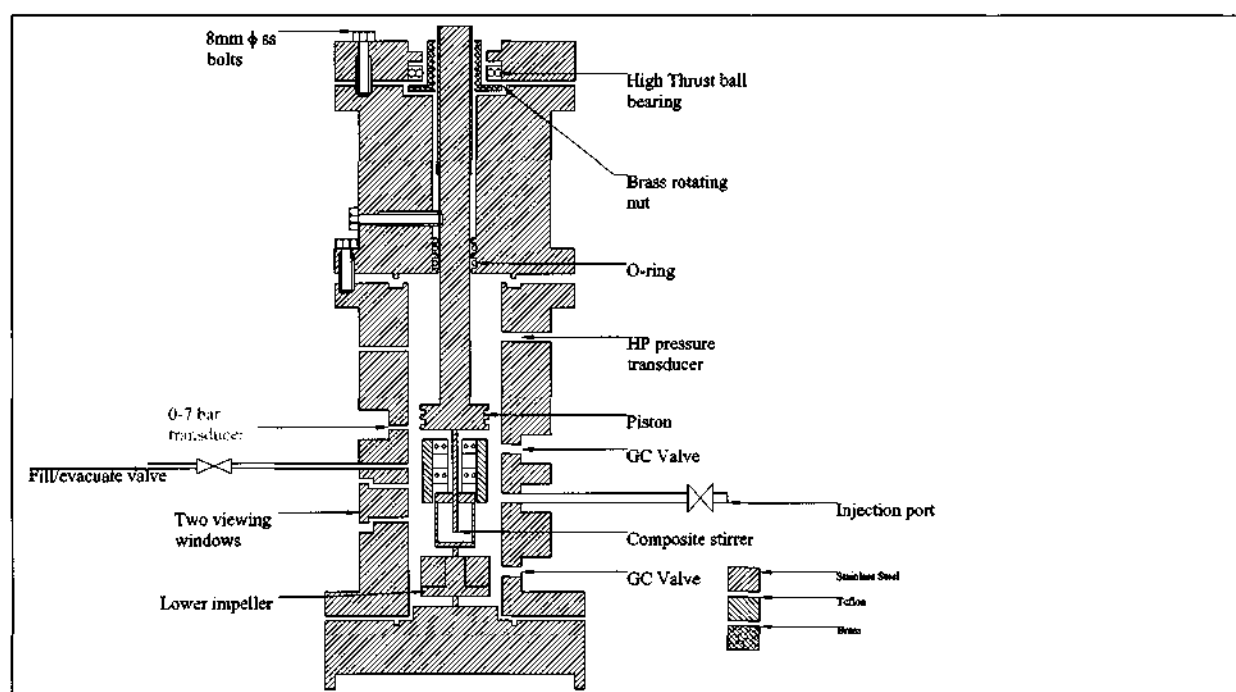 8mm ϕ ss
bolts
High Thrust ball
bearing
Brass rotating
nut
O-ring
HP pressure
transducer
0-7 bar
transducer
Piston
GC Valve
Fill/evacuate valve
Injection port
Two viewing
windows
Composite stirrer
GC Valve
Lower impeller
Stainless Steel
Teflon
Brass